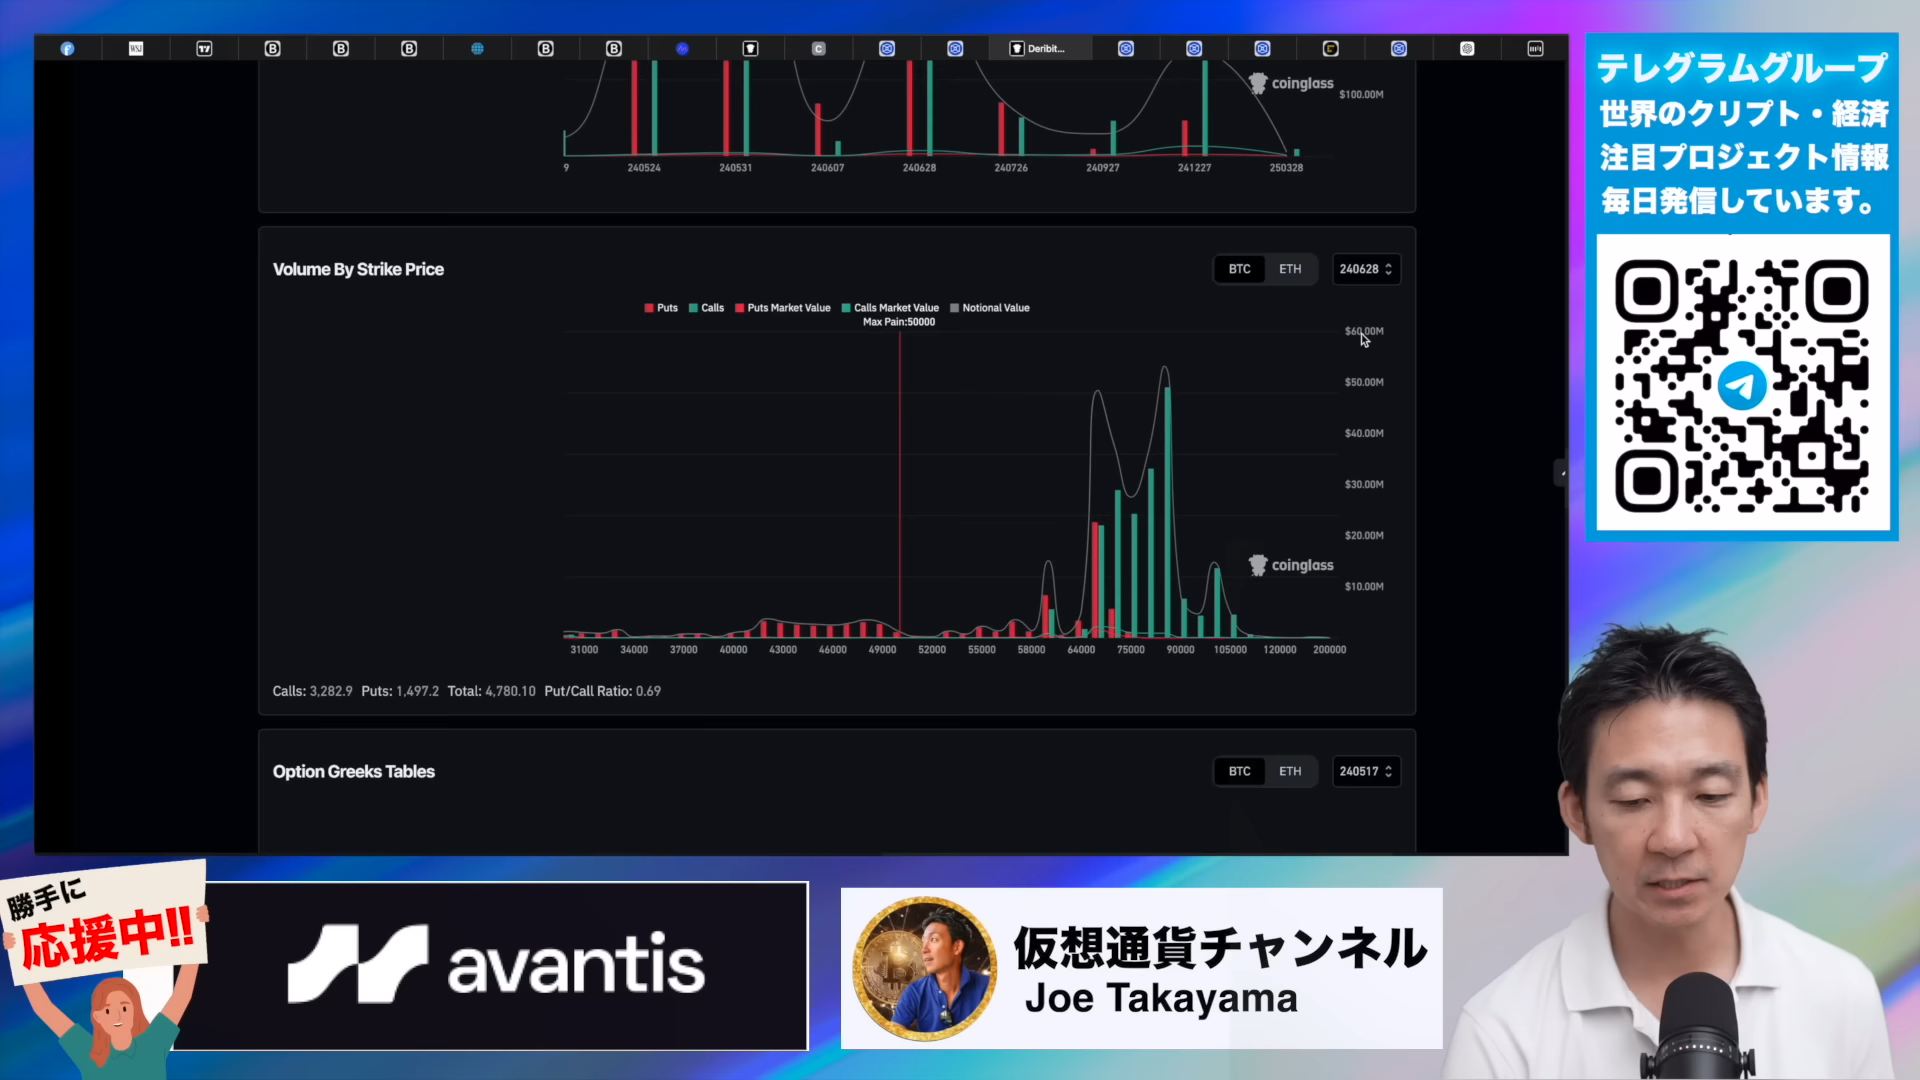 WSJ
Deribit...
coinglass
$100.00M
9 240524 240531 240607 240628 240726 240927 241227 250328
Volume By Strike Price
BTC ETH 240628
Puts Calls Puts Market Value Calls Market Value Notional Value
Max Pain:50000
$60.00M
$50.00M
$40.00M
$30.00M
$20.00M
coinglass
$10.00M
31000 34000 37000 40000 43000 46000 49000 52000 55000 58000 64000 75000 90000 105000 120000 200000
Calls: 3,282.9 Puts: 1,497.2 Total: 4,780.10 Put/Call Ratio: 0.69
Option Greeks Tables
BTC ETH 240517
テレグラムグループ
世界のクリプト・経済
注目プロジェクト情報
毎日発信しています。
勝手に
応援中!!
avantis
仮想通貨チャンネル
Joe Takayama